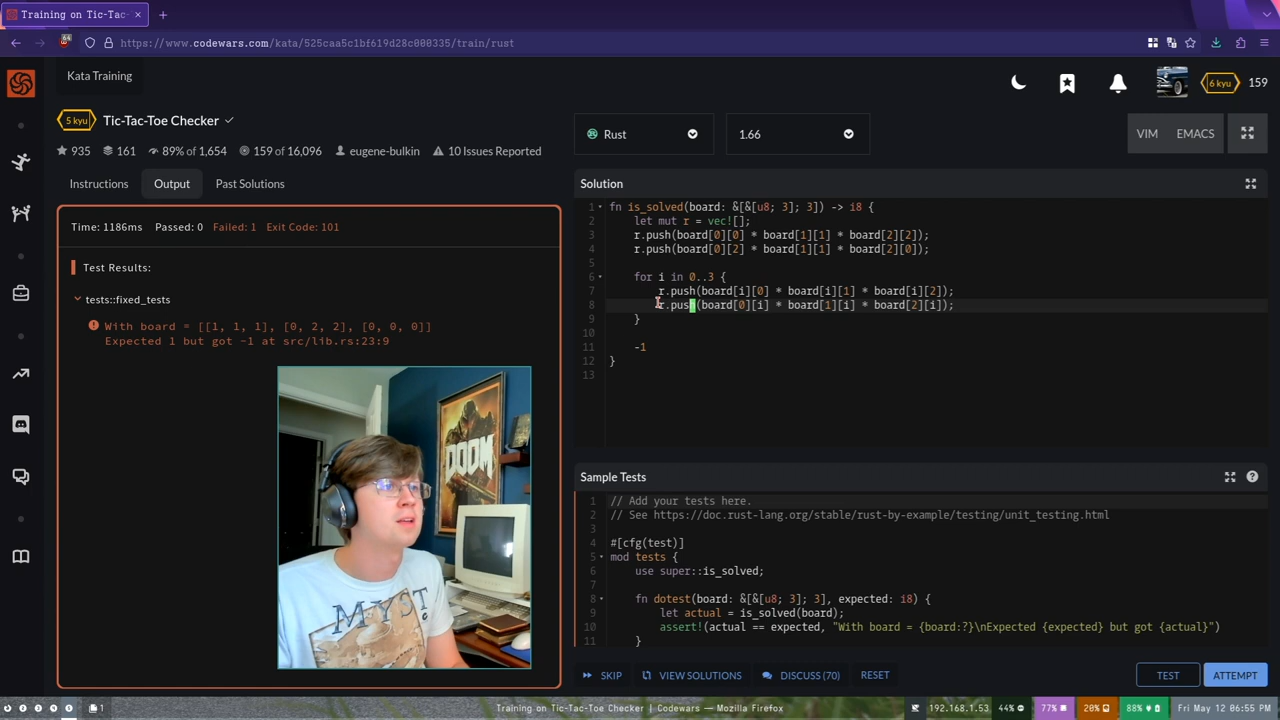 Training on Tic-Tac-
64
https://www.codewars.com/kata/525caa5c1bf619d28c000335/train/rust
Kata Training
6 kyu
159
5 kyu
Tic-Tac-Toe Checker
935
161
89% of 1,654
159 of 16,096
eugene-bulkin
10 Issues Reported
Rust
1.66
VIM
EMACS
Instructions
Output
Past Solutions
Solution
Time: 1186ms Passed: 0 Failed: 1 Exit Code: 101
Test Results:
tests::fixed_tests
With board = [[1, 1, 1], [0, 2, 2], [0, 0, 0]]
Expected 1 but got -1 at src/lib.rs:23:9
DOOM
MYST
1 fn is_solved(board: &[&[u8; 3]; 3]) -> i8 {
2 let mut r = vec![];
3 r.push(board[0][0] * board[1][1] * board[2][2]);
4 r.push(board[0][2] * board[1][1] * board[2][0]);
5
6 for i in 0..3 {
7 r.push(board[i][0] * board[i][1] * board[i][2]);
8 r.push(board[0][i] * board[1][i] * board[2][i]);
9 }
10
11 -1
12 }
13
Sample Tests
1 // Add your tests here.
2 // See https://doc.rust-lang.org/stable/rust-by-example/testing/unit_testing.html
3
4 #[cfg(test)]
5 mod tests {
6 use super::is_solved;
7
8 fn dotest(board: &[&[u8; 3]; 3], expected: i8) {
9 let actual = is_solved(board);
10 assert!(actual == expected, "With board = {board:?}\nExpected {expected} but got {actual}")
11 }
SKIP
VIEW SOLUTIONS
DISCUSS (70)
RESET
TEST
ATTEMPT
1
Training on Tic-Tac-Toe Checker | Codewars — Mozilla Firefox
192.168.1.53
44%
77%
20%
88%
Fri May 12 06:55 PM